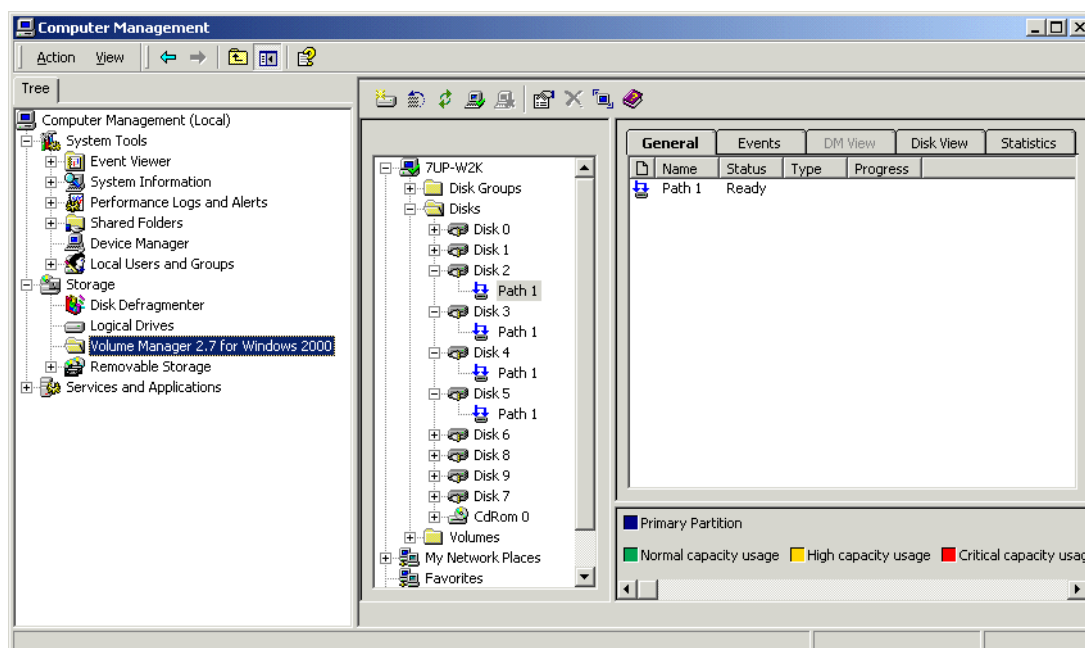 Computer Management
Action View
Tree
Computer Management (Local)
System Tools
Event Viewer
System Information
Performance Logs and Alerts
Shared Folders
Device Manager
Local Users and Groups
Storage
Disk Defragmenter
Logical Drives
Volume Manager 2.7 for Windows 2000
Removable Storage
Services and Applications
7UP-W2K
Disk Groups
Disks
Disk 0
Disk 1
Disk 2
Path 1
Disk 3
Path 1
Disk 4
Path 1
Disk 5
Path 1
Disk 6
Disk 8
Disk 9
Disk 7
CdRom 0
Volumes
My Network Places
Favorites
General Events DM View Disk View Statistics
Name Status Type Progress
Path 1 Ready
Primary Partition
Normal capacity usage High capacity usage Critical capacity usag